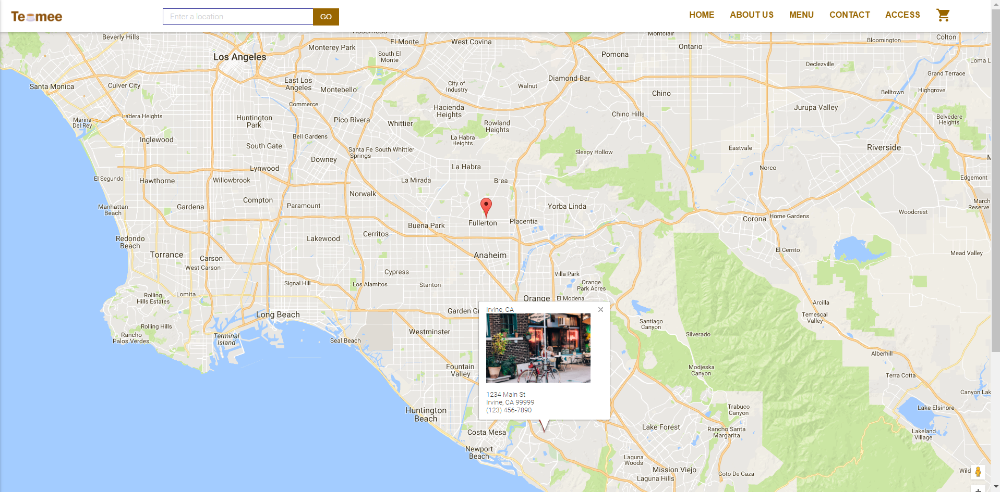 Te mee
Enter a location
GO
HOME
ABOUT US
MENU
CONTACT
ACCESS
Beverly Hills
Rosemead
El Monte
West Covina
Montclair
Bloomington
Colton
Monterey Park
Ontario
Los Angeles
South El
Monte
Pomona
Loma L
Declezville
Grand Terrace
Santa Monica
Culver City
East Los
Angeles
Montebello
City of
Industry
Walnut
Diamond Bar
Chino
Belltown
Highgrove
Commerce
Hacienda
Heights
Jurupa Valley
Marina
Del Rey
Ladera Heights
Huntington
Park
Pico Rivera
Whittier
Rowland
Heights
Chino Hills
Belvedere
Heights
Inglewood
Bell Gardens
La Habra
Heights
South Gate
Santa Fe
Springs
South Whittier
Sleepy Hollow
Eastvale
Riverside
Downey
M
Lynwood
La Habra
Norco
El Segundo
Hawthorne
Willowbrook
La Mirada
Brea
Edgemont
Norwalk
Compton
Paramount
March
Reserve
Manhattan
Beach
Gardena
Yorba Linda
Woodcrest
Home Gardens
Corona
Buena Park
Fullerton
Placentia
Redondo
Beach
Lakewood
Cerritos
Torrance
Carson
Anaheim
El Cerrito
Mead Valley
West Carson
Cypress
Villa Park
Signal Hill
Los Alamitos
Stanton
Orange
Park Acres
Rolling
Hills Estates
Lomita
Orange
El Modena
Arcilla
Long Beach
Garden G
Temescal
Valley
Rolling Hills
Rancho
Palos Verdes
Terminal
Island
Westminster
Seal Beach
Santiago
Canyon
Silverado
Irvine, CA
1234 Main St
Irvine, CA 99999
(123) 456-7890
Alberhill
Fountain
Valley
Modjeska
Canyon
Terra Cotta
Canyon Lak
Huntington
Beach
Trabuco
Canyon
Lake Elsinore
Costa Mesa
Lake Forest
Rancho Santa
Margarita
Lakeland
Village
Newport
Beach
Laguna
Woods
Mission Viejo
Laguna Hills
Coto De Caza
Wild